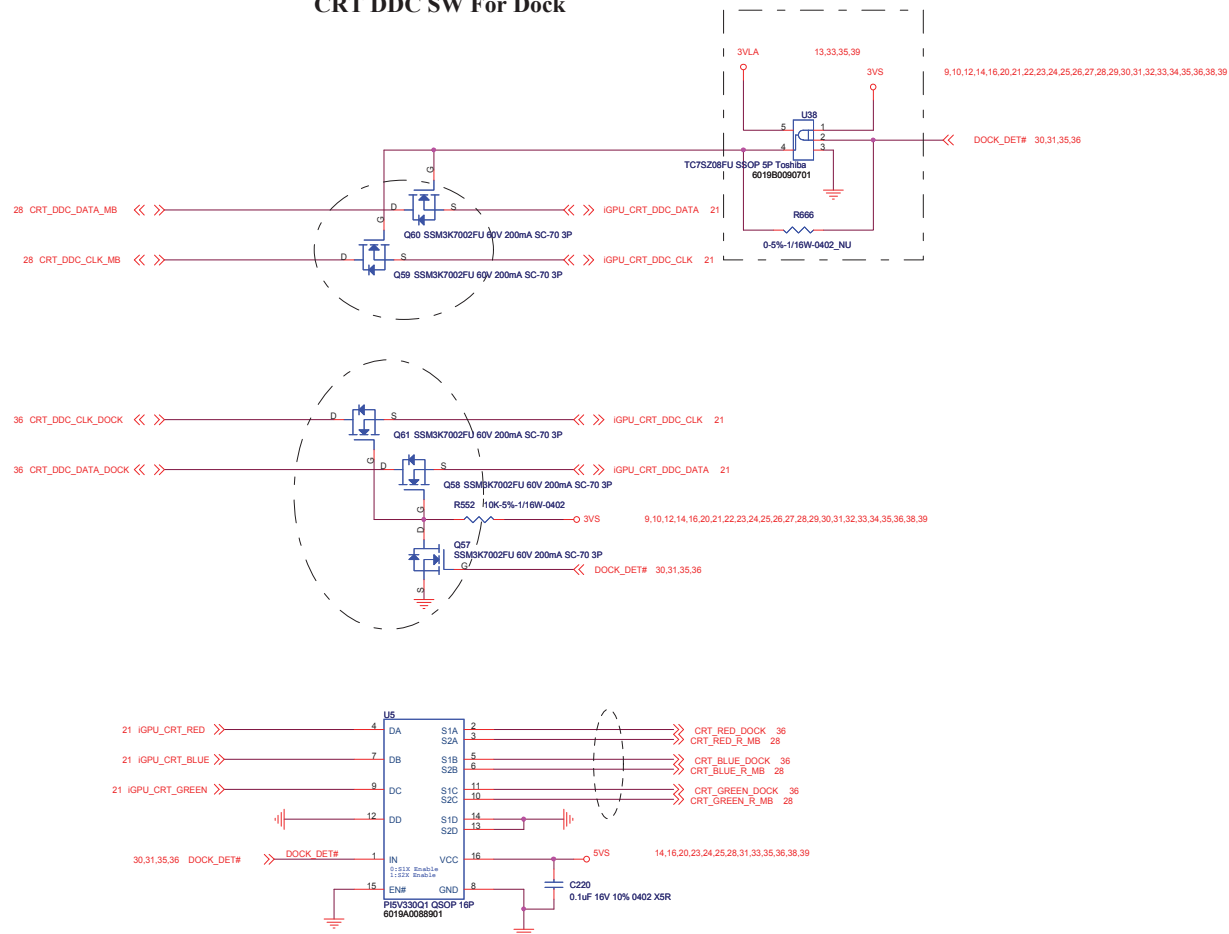 CRT DDC SW For Dock
3VLA 13,33,35,39
3VS 9,10,12,14,16,20,21,22,23,24,25,26,27,28,29,30,31,32,33,34,35,36,38,39
U38
5 1
2
4 3
DOCK_DET# 30,31,35,36
TC7SZ08FU SSOP 5P Toshiba
6019B0090701
R666
0-5%-1/16W-0402_NU
G
28 CRT_DDC_DATA_MB D S iGPU_CRT_DDC_DATA 21
G
Q60 SSM3K7002FU 60V 200mA SC-70 3P
28 CRT_DDC_CLK_MB D S iGPU_CRT_DDC_CLK 21
Q59 SSM3K7002FU 60V 200mA SC-70 3P
36 CRT_DDC_CLK_DOCK D S iGPU_CRT_DDC_CLK 21
Q61 SSM3K7002FU 60V 200mA SC-70 3P
G
36 CRT_DDC_DATA_DOCK D S iGPU_CRT_DDC_DATA 21
Q58 SSM3K7002FU 60V 200mA SC-70 3P
R552 10K-5%-1/16W-0402
G
3VS 9,10,12,14,16,20,21,22,23,24,25,26,27,28,29,30,31,32,33,34,35,36,38,39
D
Q57
SSM3K7002FU 60V 200mA SC-70 3P
G DOCK_DET# 30,31,35,36
S
U5
21 iGPU_CRT_RED 4 DA S1A 2 CRT_RED_DOCK 36
S2A 3 CRT_RED_R_MB 28
21 iGPU_CRT_BLUE 7 DB S1B 5 CRT_BLUE_DOCK 36
S2B 6 CRT_BLUE_R_MB 28
21 iGPU_CRT_GREEN 9 DC S1C 11 CRT_GREEN_DOCK 36
S2C 10 CRT_GREEN_R_MB 28
12 DD S1D 14
S2D 13
30,31,35,36 DOCK_DET# DOCK_DET# 1 IN VCC 16 5VS 14,16,20,23,24,25,28,31,33,35,36,38,39
0:S1X Enable
1:S2X Enable
15 EN# GND 8
C220
0.1uF 16V 10% 0402 X5R
PI5V330Q1 QSOP 16P
6019A0088901